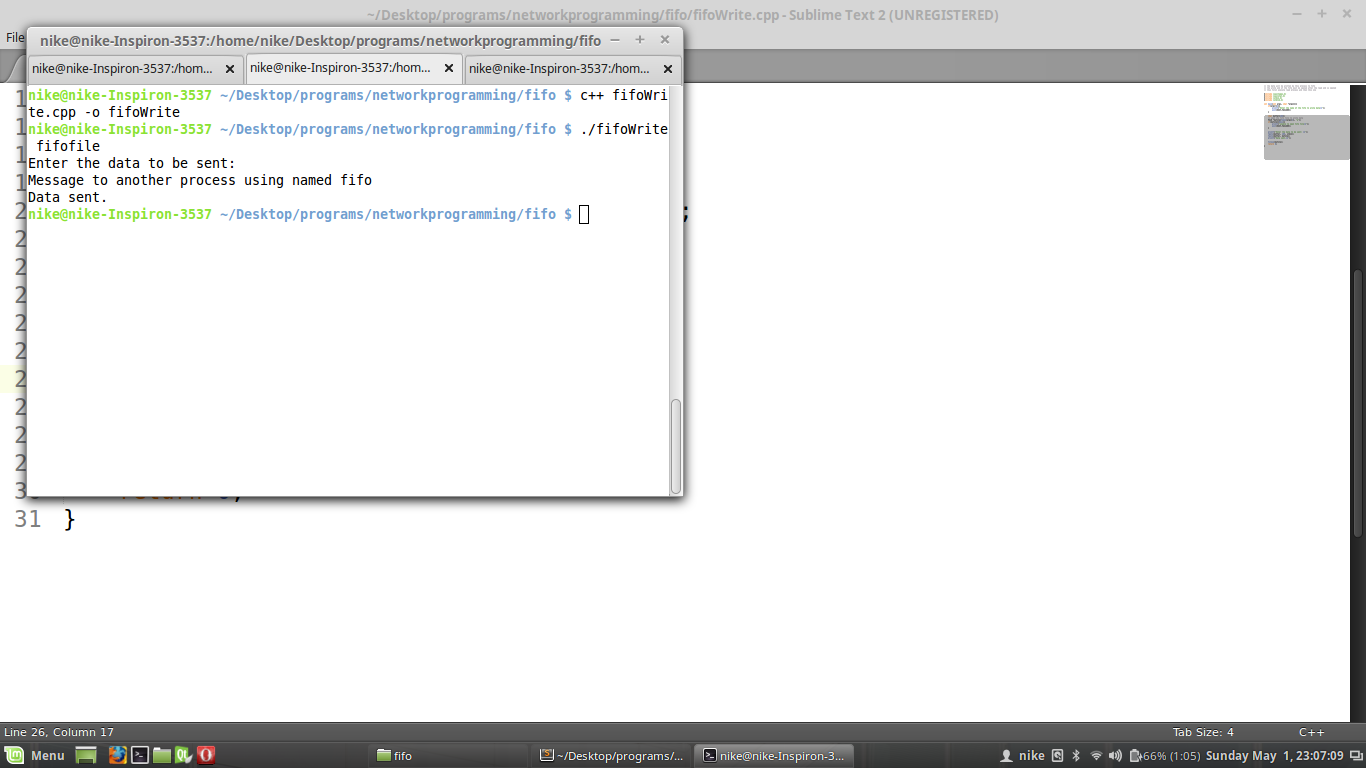 ~/Desktop/programs/networkprogramming/fifo/fifoWrite.cpp - Sublime Text 2 (UNREGISTERED)
File
nike@nike-Inspiron-3537:/home/nike/Desktop/programs/networkprogramming/fifo
nike@nike-Inspiron-3537:/hom... nike@nike-Inspiron-3537:/hom... nike@nike-Inspiron-3537:/hom...
nike@nike-Inspiron-3537 ~/Desktop/programs/networkprogramming/fifo $ c++ fifoWri
te.cpp -o fifoWrite
nike@nike-Inspiron-3537 ~/Desktop/programs/networkprogramming/fifo $ ./fifoWrite
fifofile
Enter the data to be sent:
Message to another process using named fifo
Data sent.
nike@nike-Inspiron-3537 ~/Desktop/programs/networkprogramming/fifo $
;
31 }
Line 26, Column 17 Tab Size: 4 C++
Menu fifo ~/Desktop/programs/... nike@nike-Inspiron-3... nike 66% (1:05) Sunday May 1, 23:07:09